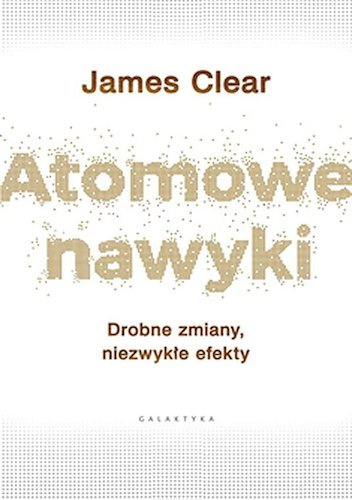 James Clear
Atomowe
nawyki
Drobne zmiany,
niezwykłe efekty
GALAKTYKA